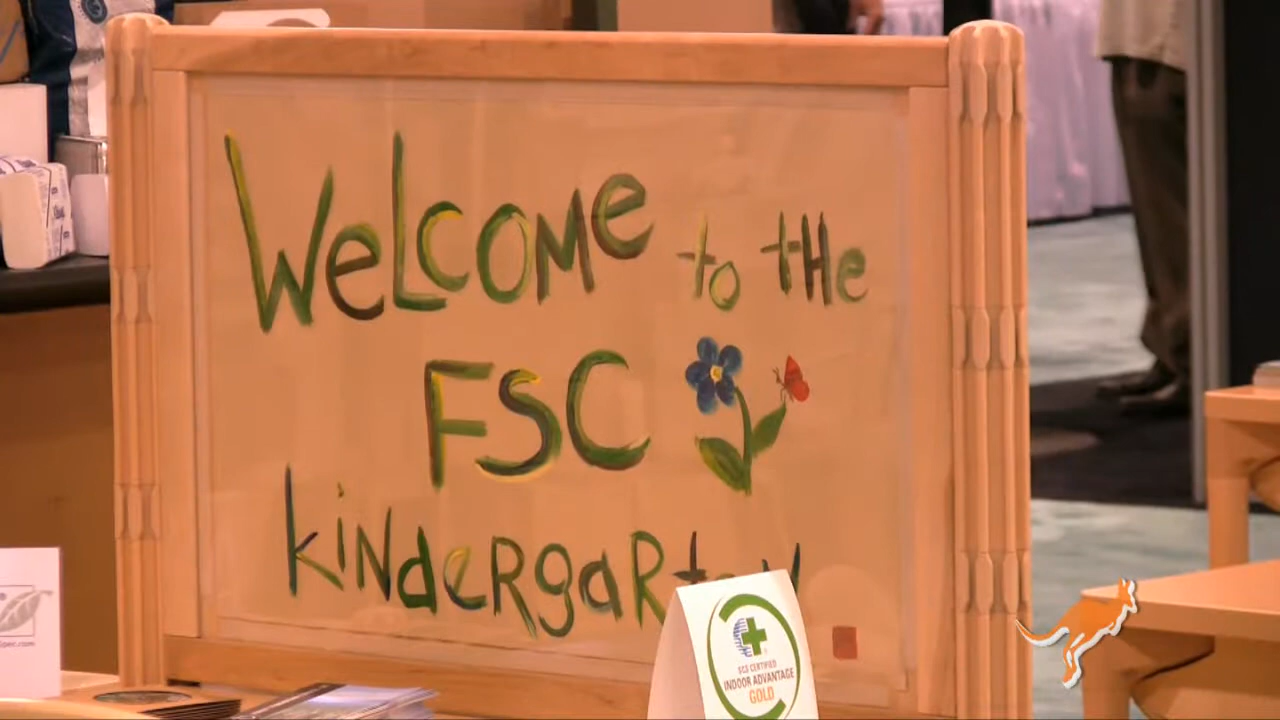 Welcome to the
FSC
kindergarten
SCS CERTIFIED
INDOOR ADVANTAGE
GOLD